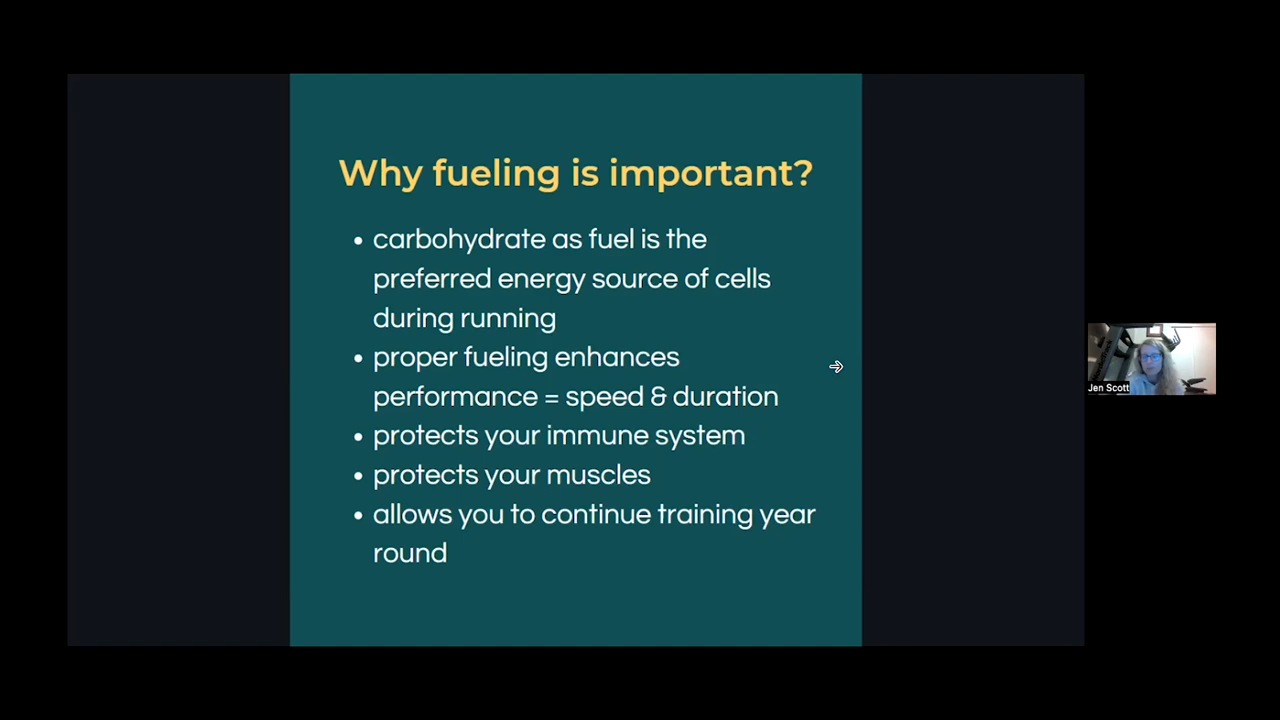 Why fueling is important?
• carbohydrate as fuel is the
preferred energy source of cells
during running
• proper fueling enhances
performance = speed & duration
• protects your immune system
• protects your muscles
• allows you to continue training year
round
Jen Scott